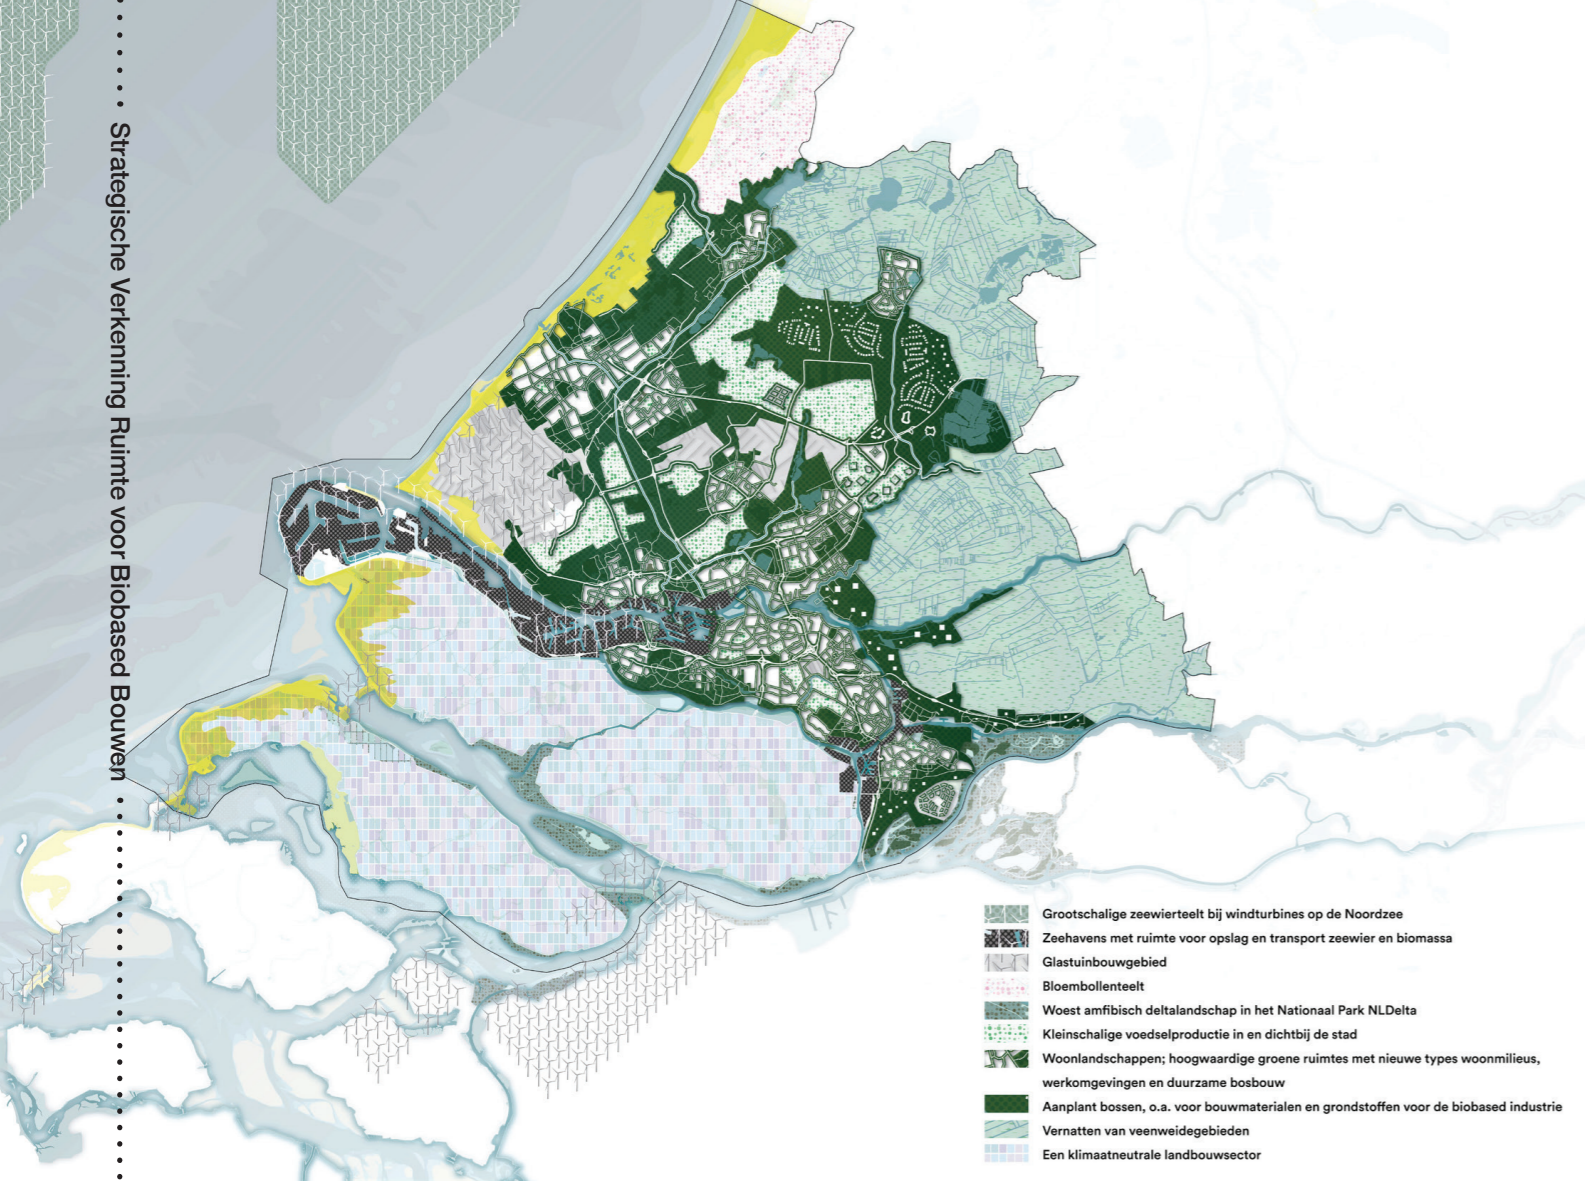 Strategische Verkenning Ruimte voor Biobased Bouwen
Grootschalige zeewierteelt bij windturbines op de Noordzee
Zeehavens met ruimte voor opslag en transport zeewier en biomassa
Glastuinbouwgebied
Bloembollenteelt
Woest amfibisch deltalandschap in het Nationaal Park NLDelta
Kleinschalige voedselproductie in en dichtbij de stad
Woonlandschappen; hoogwaardige groene ruimtes met nieuwe types woonmilieus,
werkomgevingen en duurzame bosbouw
Aanplant bossen, o.a. voor bouwmaterialen en grondstoffen voor de biobased industrie
Vernatten van veenweidegebieden
Een klimaatneutrale landbouwsector